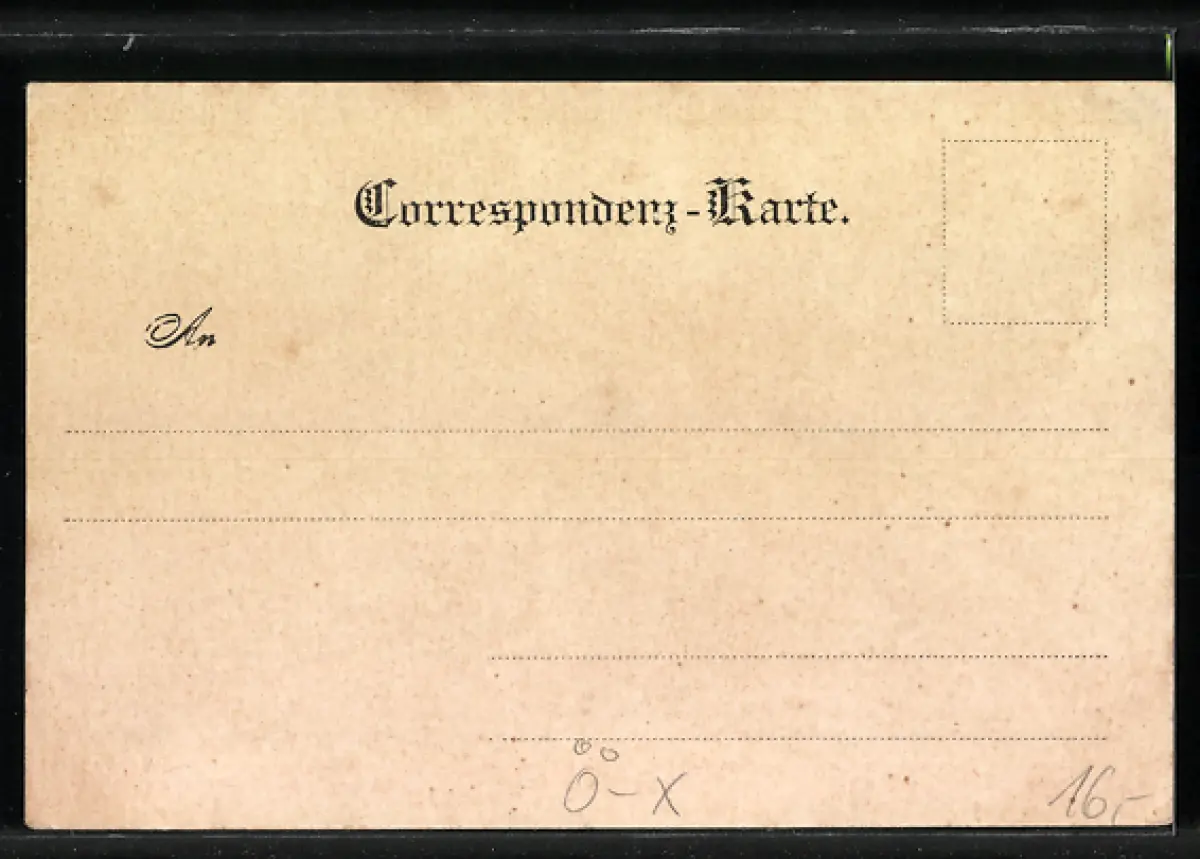 Correspondenz-Karte.
An
Ö-X
16,-